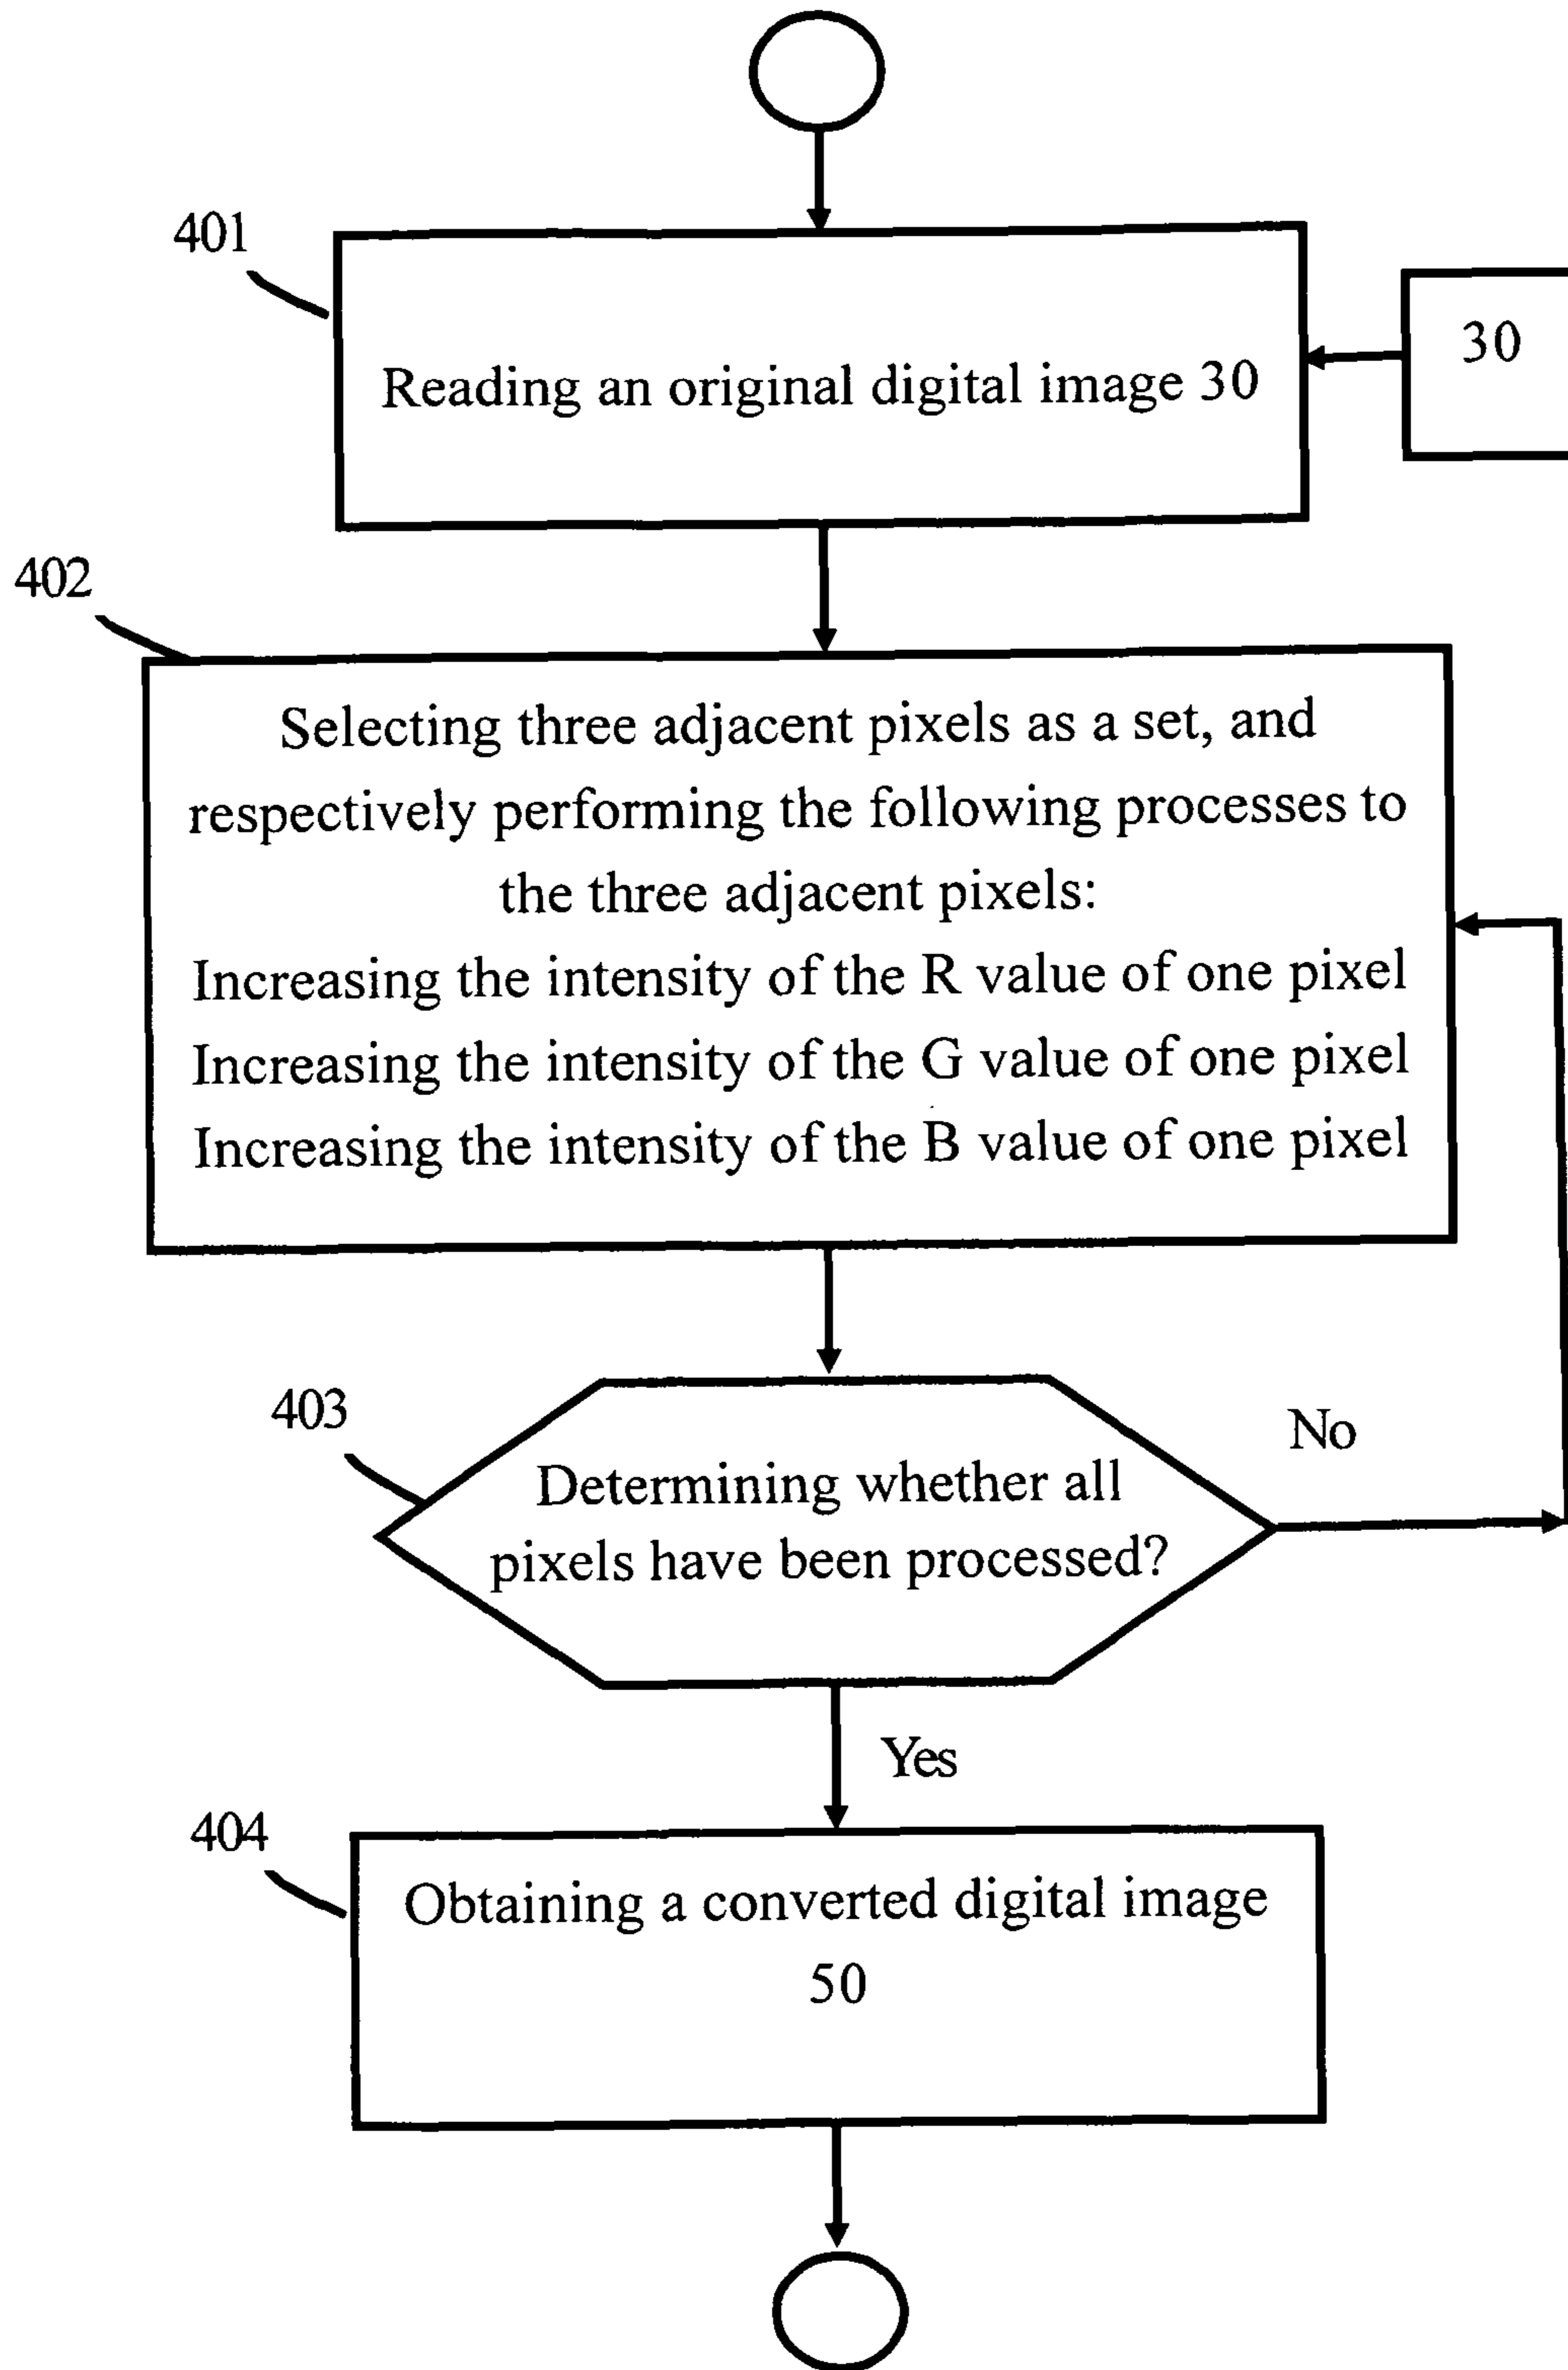 401
Reading an original digital image 30
30
402
Selecting three adjacent pixels as a set, and
respectively performing the following processes to
the three adjacent pixels:
Increasing the intensity of the R value of one pixel
Increasing the intensity of the G value of one pixel
Increasing the intensity of the B value of one pixel
403
Determining whether all
pixels have been processed?
No
Yes
404
Obtaining a converted digital image
50